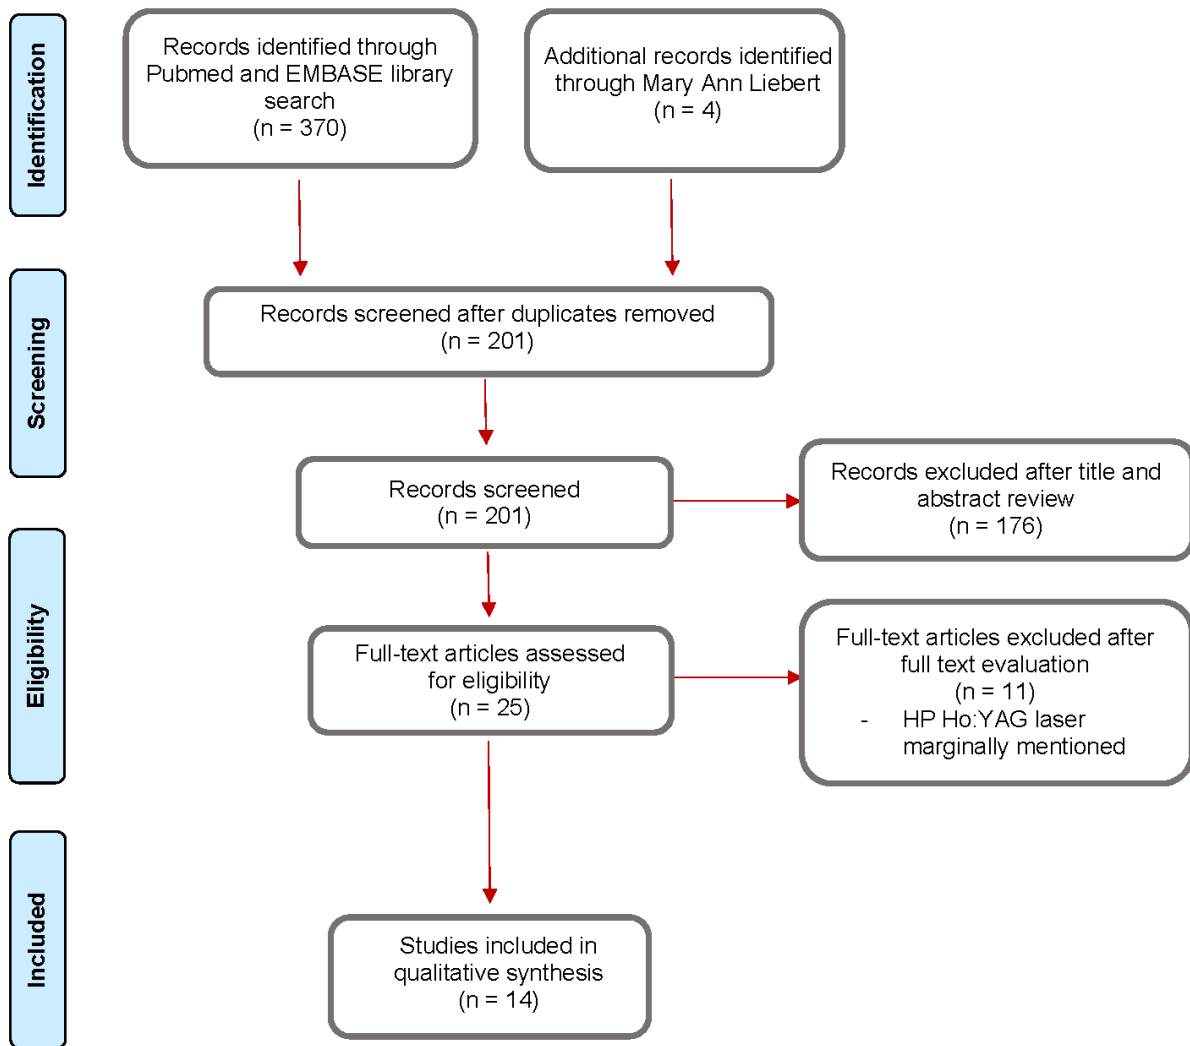 Identification
Records identified through
Pubmed and EMBASE library
search
(n = 370)
Additional records identified
through Mary Ann Liebert
(n = 4)
Screening
Records screened after duplicates removed
(n = 201)
Records screened
(n = 201)
Records excluded after title and
abstract review
(n = 176)
Eligibility
Full-text articles assessed
for eligibility
(n = 25)
Full-text articles excluded after
full text evaluation
(n = 11)
- HP Ho:YAG laser
marginally mentioned
Included
Studies included in
qualitative synthesis
(n = 14)